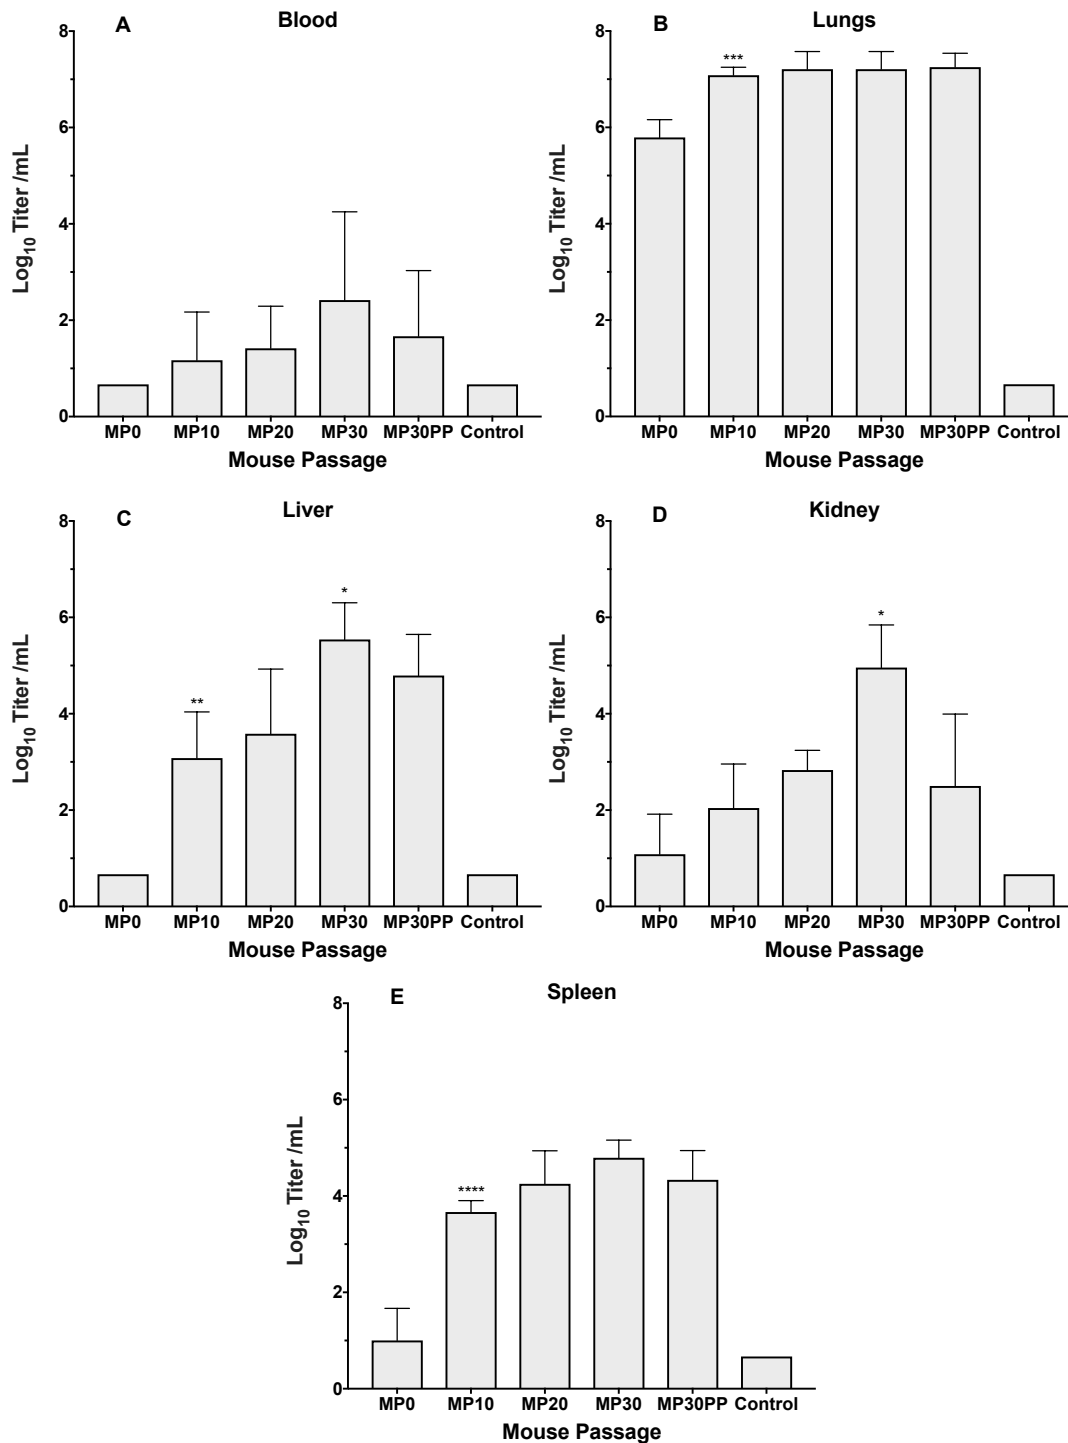 A
Blood
8
6
4
2
0
Log10 Titer /mL
MP0 MP10 MP20 MP30 MP30PP Control
Mouse Passage
B
Lungs
8
6
4
2
0
Log10 Titer /mL
***
MP0 MP10 MP20 MP30 MP30PP Control
Mouse Passage
C
Liver
8
6
4
2
0
Log10 Titer /mL
**
*
MP0 MP10 MP20 MP30 MP30PP Control
Mouse Passage
D
Kidney
8
6
4
2
0
Log10 Titer /mL
*
MP0 MP10 MP20 MP30 MP30PP Control
Mouse Passage
E
Spleen
8
6
4
2
0
Log10 Titer /mL
****
MP0 MP10 MP20 MP30 MP30PP Control
Mouse Passage